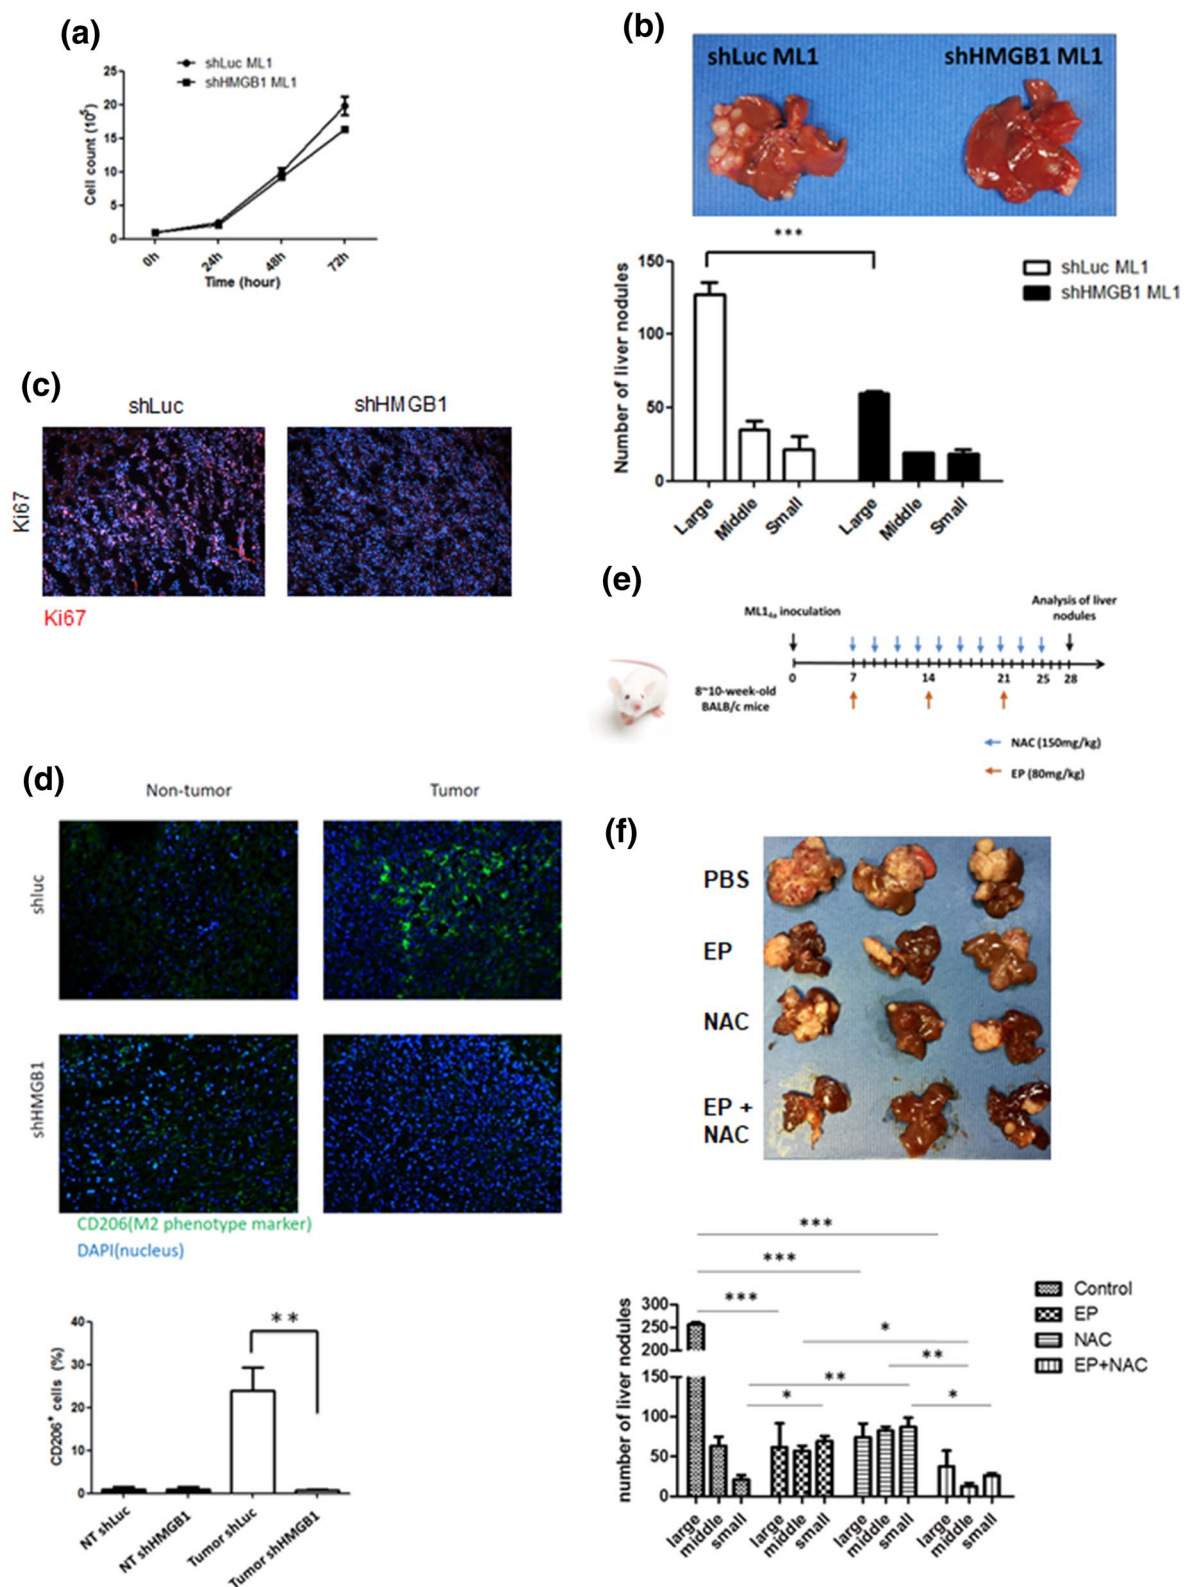 (a)
shLuc ML1
shHMGB1 ML1
Cell count (10⁵)
25
20
15
10
5
0
0h
24h
48h
72h
Time (hour)
(b)
shLuc ML1
shHMGB1 ML1
***
Number of liver nodules
150
100
50
0
Large
Middle
Small
Large
Middle
Small
shLuc ML1
shHMGB1 ML1
(c)
shLuc
shHMGB1
Ki67
Ki67
(d)
Non-tumor
Tumor
shluc
shHMGB1
CD206(M2 phenotype marker)
DAPI(nucleus)
CD206⁺ cells (%)
40
30
20
10
0
**
NT shLuc
NT shHMGB1
Tumor shLuc
Tumor shHMGB1
(e)
ML1₄ₐ inoculation
Analysis of liver
nodules
0
7
14
21
25
28
8~10-week-old
BALB/c mice
NAC (150mg/kg)
EP (80mg/kg)
(f)
PBS
EP
NAC
EP +
NAC
***
***
***
*
**
**
*
*
number of liver nodules
300
250
200
150
100
50
0
large
middle
small
large
middle
small
large
middle
small
large
middle
small
Control
EP
NAC
EP+NAC